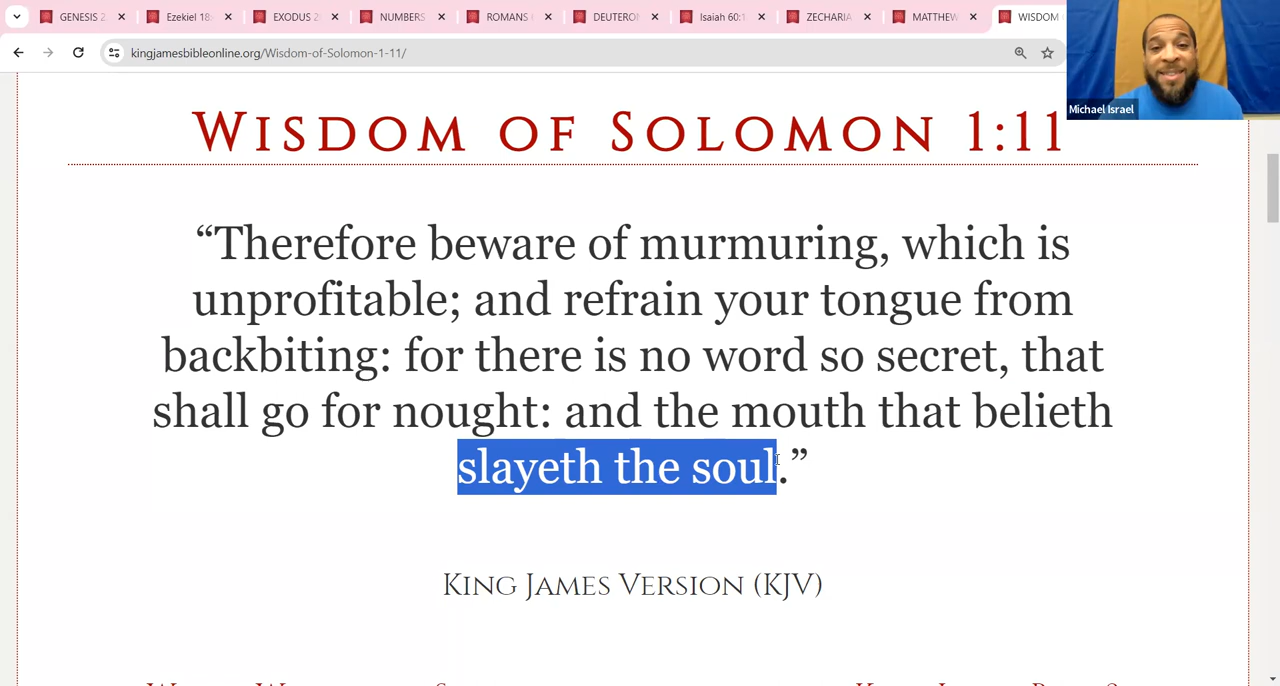 GENESIS 2 Ezekiel 18: EXODUS 2 NUMBERS ROMANS DEUTERON Isaiah 60:1 ZECHARIA MATTHEW WISDOM
kingjamesbibleonline.org/Wisdom-of-Solomon-1-11/
Michael Israel
WISDOM OF SOLOMON 1:11
“Therefore beware of murmuring, which is
unprofitable; and refrain your tongue from
backbiting: for there is no word so secret, that
shall go for nought: and the mouth that belieth
slayeth the soul.”
KING JAMES VERSION (KJV)